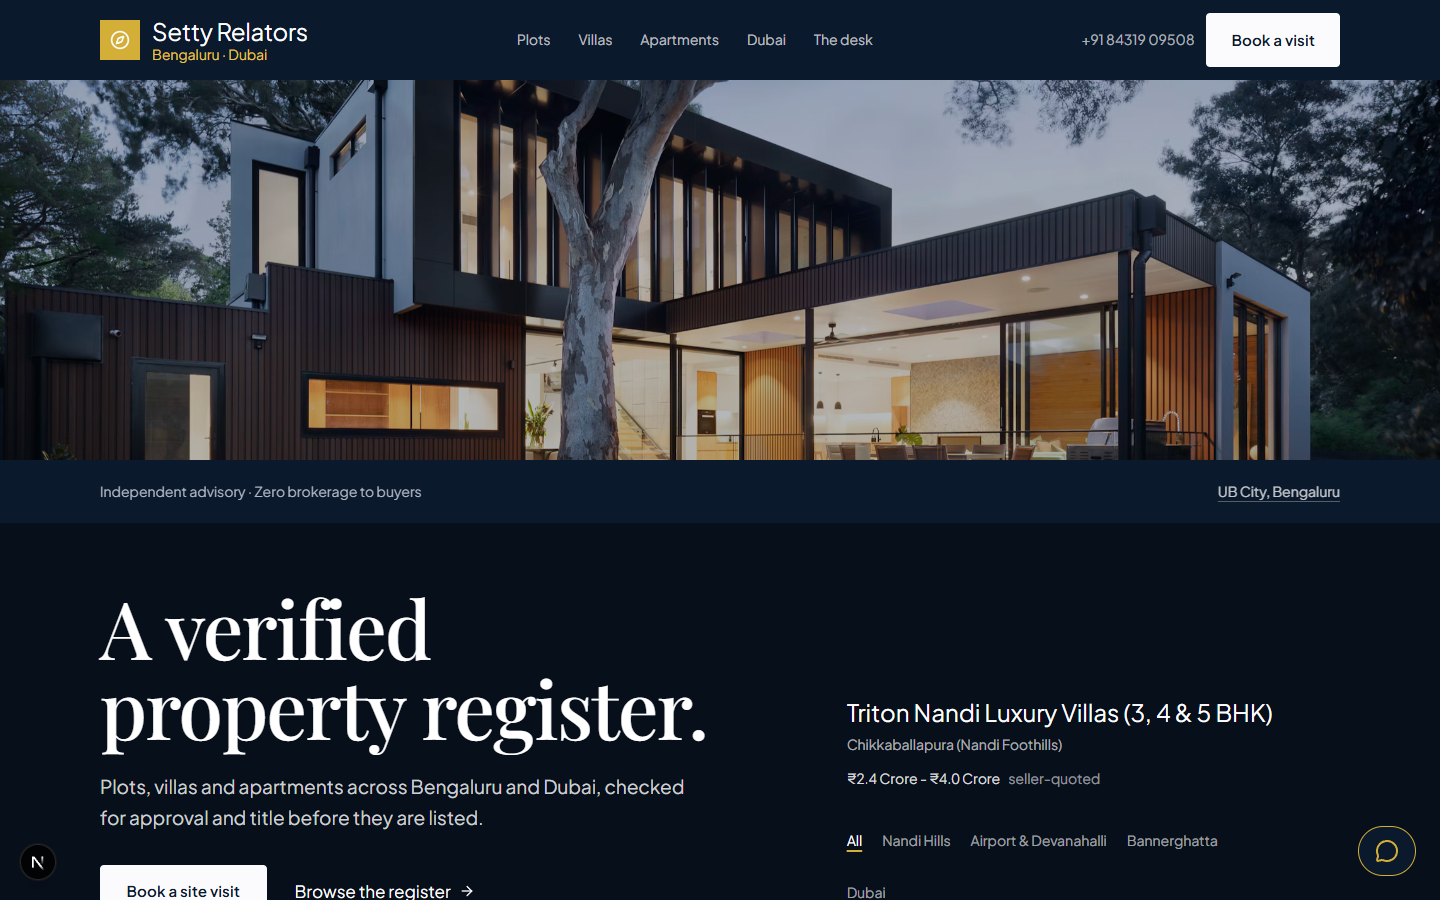 Setty Relators
Bengaluru · Dubai
Plots
Villas
Apartments
Dubai
The desk
+91 84319 09508
Book a visit
Independent advisory · Zero brokerage to buyers
UB City, Bengaluru
A verified
property register.
Plots, villas and apartments across Bengaluru and Dubai, checked
for approval and title before they are listed.
Book a site visit
Browse the register →
Triton Nandi Luxury Villas (3, 4 & 5 BHK)
Chikkaballapura (Nandi Foothills)
₹2.4 Crore - ₹4.0 Crore seller-quoted
All
Nandi Hills
Airport & Devanahalli
Bannerghatta
Dubai
N